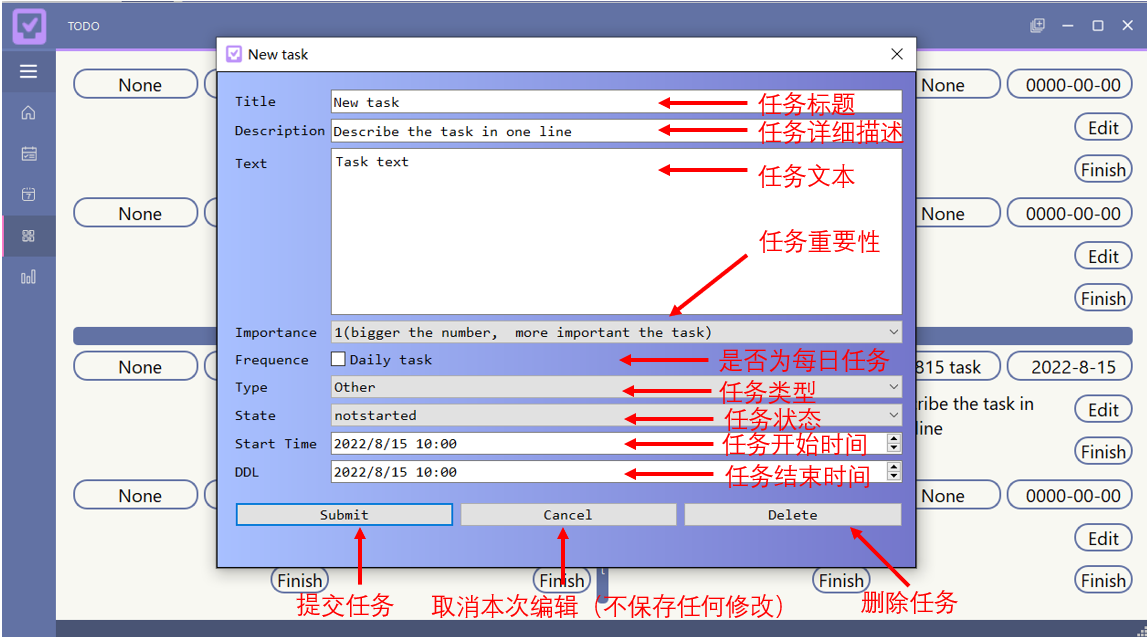 TODO
New task
None
None
0000-00-00
Title
New task
任务标题
Description
Describe the task in one line
任务详细描述
Edit
Text
Task text
任务文本
Finish
None
None
0000-00-00
任务重要性
Edit
Finish
Importance
1(bigger the number, more important the task)
Frequence
Daily task
是否为每日任务
None
815 task
2022-8-15
Type
Other
任务类型
ribe the task in
line
Edit
State
notstarted
任务状态
Start Time
2022/8/15 10:00
任务开始时间
Finish
DDL
2022/8/15 10:00
任务结束时间
None
None
0000-00-00
Submit
Cancel
Delete
Edit
Finish
Finish
Finish
Finish
提交任务
取消本次编辑（不保存任何修改）
删除任务